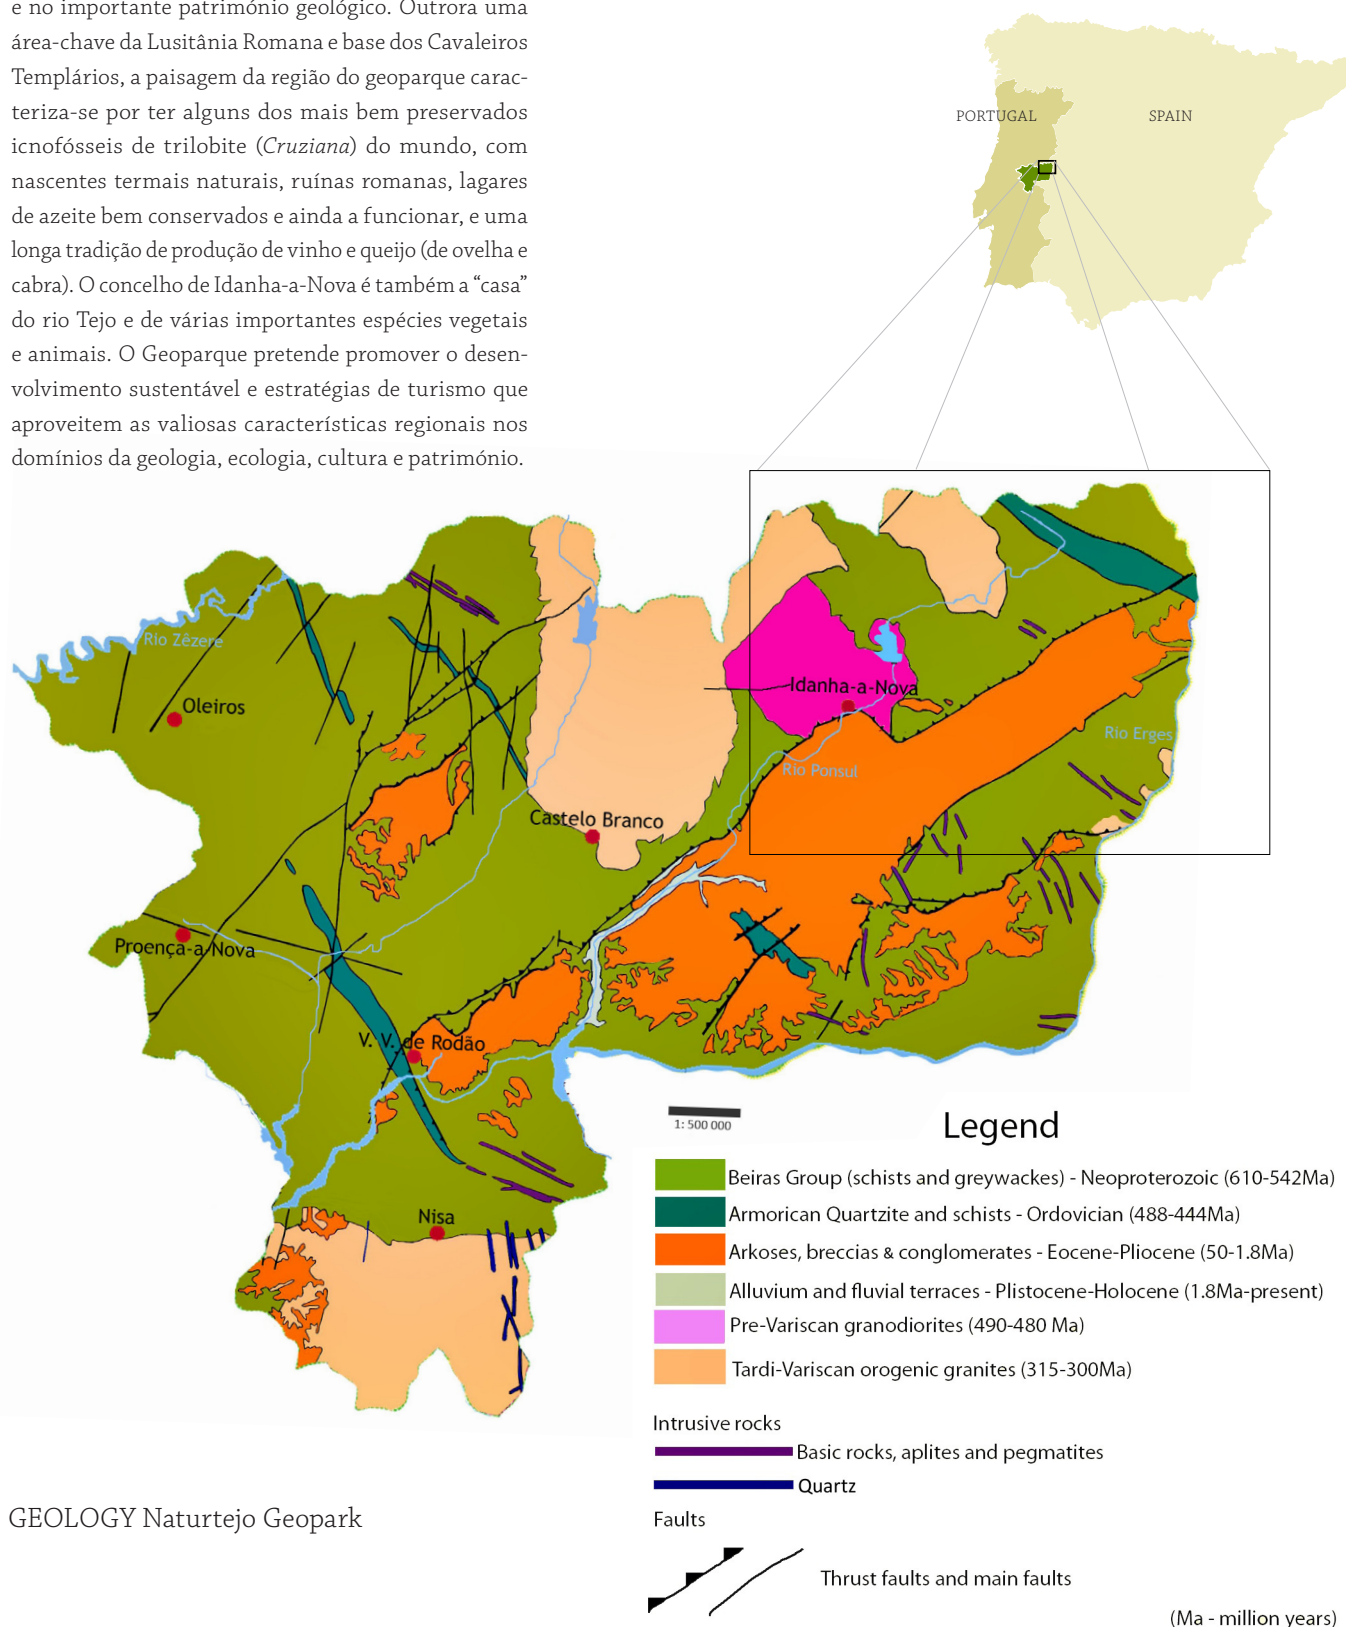 e no importante património geológico. Outrora uma
área-chave da Lusitânia Romana e base dos Cavaleiros
Templários, a paisagem da região do geoparque carac-
teriza-se por ter alguns dos mais bem preservados
icnofósseis de trilobite (Cruziana) do mundo, com
nascentes termais naturais, ruínas romanas, lagares
de azeite bem conservados e ainda a funcionar, e uma
longa tradição de produção de vinho e queijo (de ovelha e
cabra). O concelho de Idanha-a-Nova é também a “casa”
do rio Tejo e de várias importantes espécies vegetais
e animais. O Geoparque pretende promover o desen-
volvimento sustentável e estratégias de turismo que
aproveitem as valiosas características regionais nos
domínios da geologia, ecologia, cultura e património.
PORTUGAL
SPAIN
Rio Zêzere
Oleiros
Idanha-a-Nova
Rio Erges
Rio Ponsul
Castelo Branco
Proença-a-Nova
V. V. de Rodão
Nisa
1: 500 000
Legend
Beiras Group (schists and greywackes) - Neoproterozoic (610-542Ma)
Armorican Quartzite and schists - Ordovician (488-444Ma)
Arkoses, breccias & conglomerates - Eocene-Pliocene (50-1.8Ma)
Alluvium and fluvial terraces - Plistocene-Holocene (1.8Ma-present)
Pre-Variscan granodiorites (490-480 Ma)
Tardi-Variscan orogenic granites (315-300Ma)
Intrusive rocks
Basic rocks, aplites and pegmatites
Quartz
Faults
Thrust faults and main faults
(Ma - million years)
GEOLOGY Naturtejo Geopark